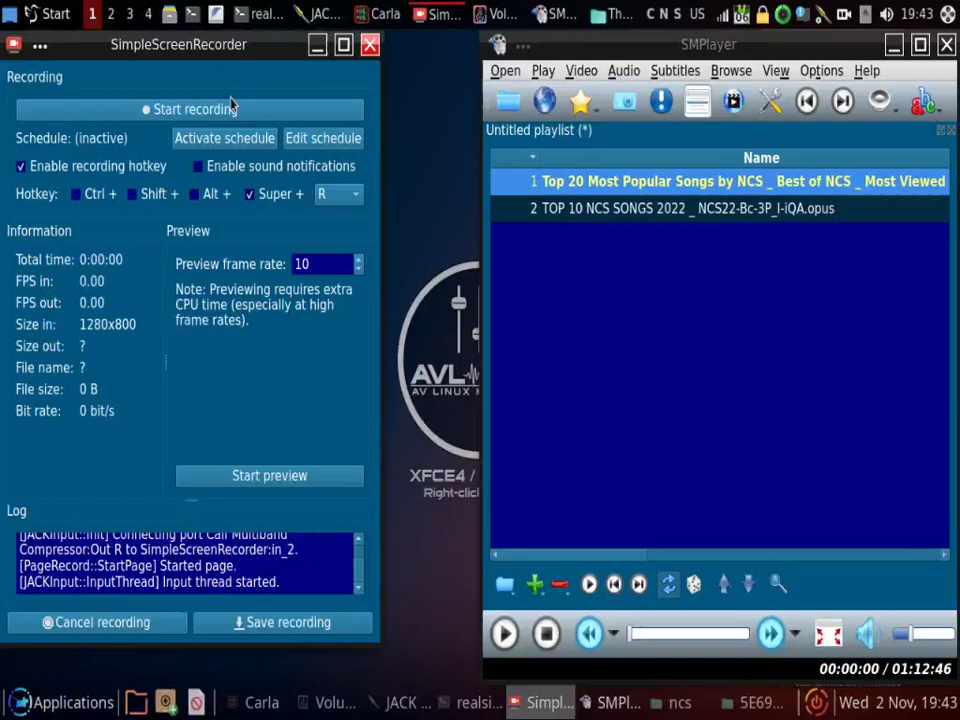 Start 1 2 3 4 real... JAC... Carla Sim... Vol... SM... Th... C N S US 06 19:43
SimpleScreenRecorder
Recording
Start recording
Schedule: (inactive) Activate schedule Edit schedule
Enable recording hotkey Enable sound notifications
Hotkey: Ctrl + Shift + Alt + Super + R
Information
Total time: 0:00:00
FPS in: 0.00
FPS out: 0.00
Size in: 1280x800
Size out: ?
File name: ?
File size: 0 B
Bit rate: 0 bit/s
Preview
Preview frame rate: 10
Note: Previewing requires extra
CPU time (especially at high
frame rates).
Start preview
Log
[JACKInput::Init] Connecting port Calf Multiband
Compressor:Out R to SimpleScreenRecorder:in_2.
[PageRecord::StartPage] Started page.
[JACKInput::InputThread] Input thread started.
Cancel recording Save recording
AVL
AV LINUX
XFCE4 /
Right-clic
SMPlayer
Open Play Video Audio Subtitles Browse View Options Help
Untitled playlist (*)
Name
1 Top 20 Most Popular Songs by NCS _ Best of NCS _ Most Viewed
2 TOP 10 NCS SONGS 2022 _ NCS22-Bc-3P_I-iQA.opus
00:00:00 / 01:12:46
Applications Carla Volu... JACK ... realsi... Simpl... SMPl... ncs 5E69... Wed 2 Nov, 19:43